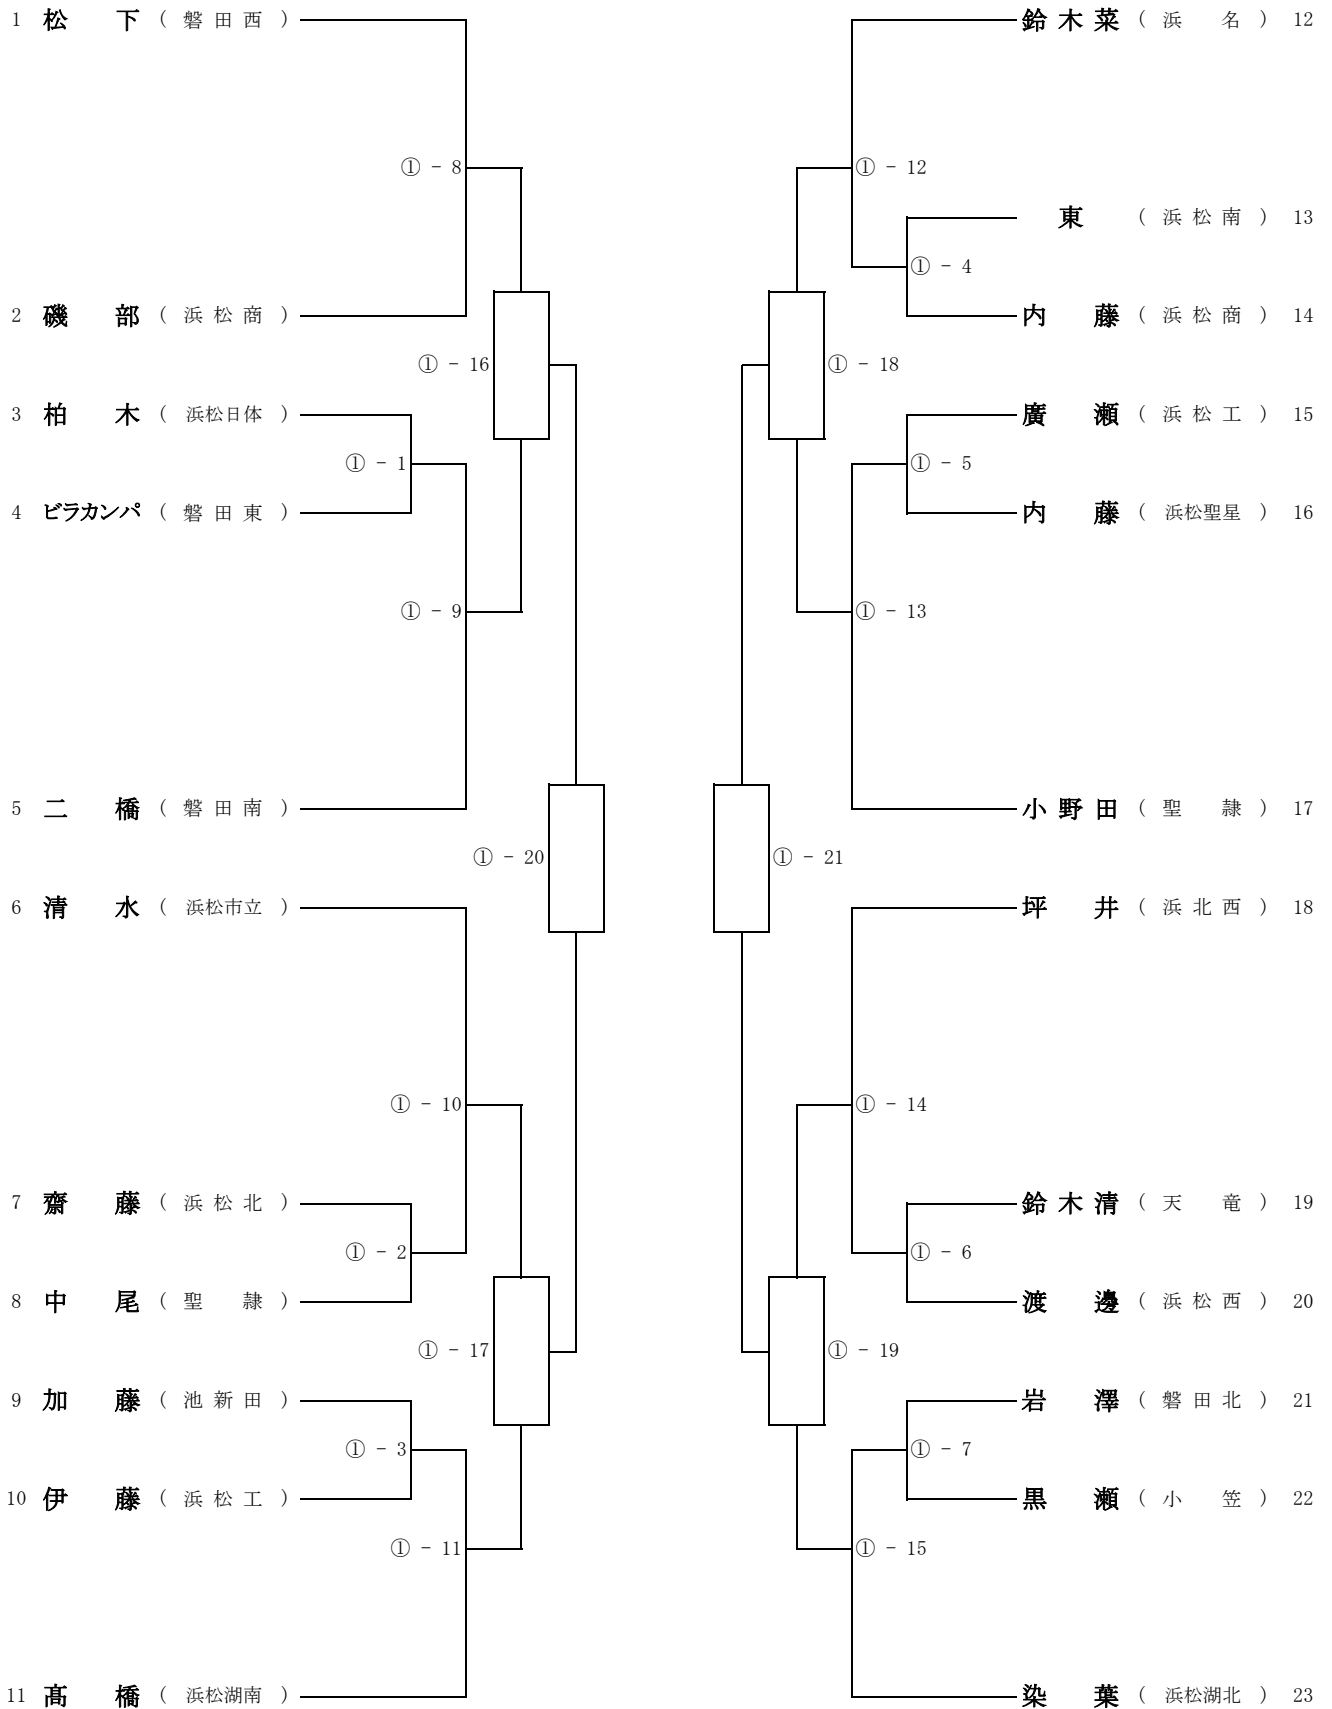 1 松 下 ( 磐 田 西 )
① - 8
2 磯 部 ( 浜 松 商 )
① - 16
3 柏 木 ( 浜松日体 )
① - 1
4 ビラカンパ ( 磐 田 東 )
① - 9
5 二 橋 ( 磐 田 南 )
① - 20
6 清 水 ( 浜松市立 )
① - 10
7 齋 藤 ( 浜 松 北 )
① - 2
8 中 尾 ( 聖 隷 )
① - 17
9 加 藤 ( 池 新 田 )
① - 3
10 伊 藤 ( 浜 松 工 )
① - 11
11 髙 橋 ( 浜松湖南 )
鈴 木 菜 ( 浜 名 ) 12
① - 12
東 ( 浜 松 南 ) 13
① - 4
内 藤 ( 浜 松 商 ) 14
① - 18
廣 瀬 ( 浜 松 工 ) 15
① - 5
内 藤 ( 浜松聖星 ) 16
① - 13
小 野 田 ( 聖 隷 ) 17
① - 21
坪 井 ( 浜 北 西 ) 18
① - 14
鈴 木 清 ( 天 竜 ) 19
① - 6
渡 邊 ( 浜 松 西 ) 20
① - 19
岩 澤 ( 磐 田 北 ) 21
① - 7
黒 瀬 ( 小 笠 ) 22
① - 15
染 葉 ( 浜松湖北 ) 23